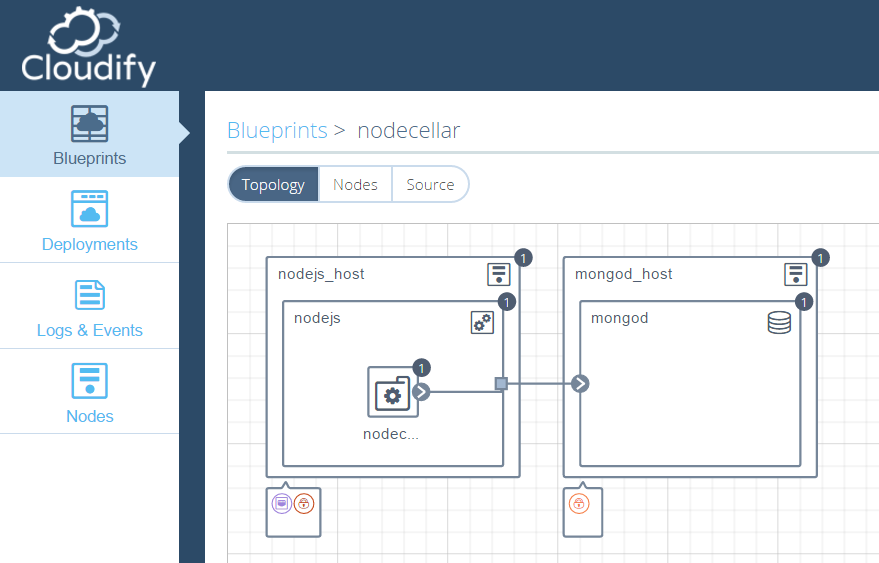 Cloudify
Blueprints
Deployments
Logs & Events
Nodes
Blueprints > nodecellar
Topology Nodes Source
nodejs_host 1
nodejs 1
1
nodec...
mongod_host 1
mongod 1